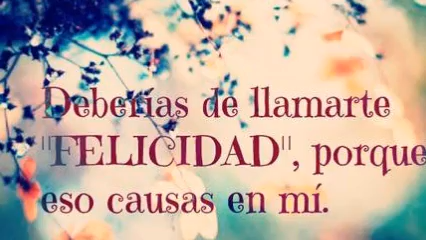 Deberías de llamarte
"FELICIDAD", porque
eso causas en mí.